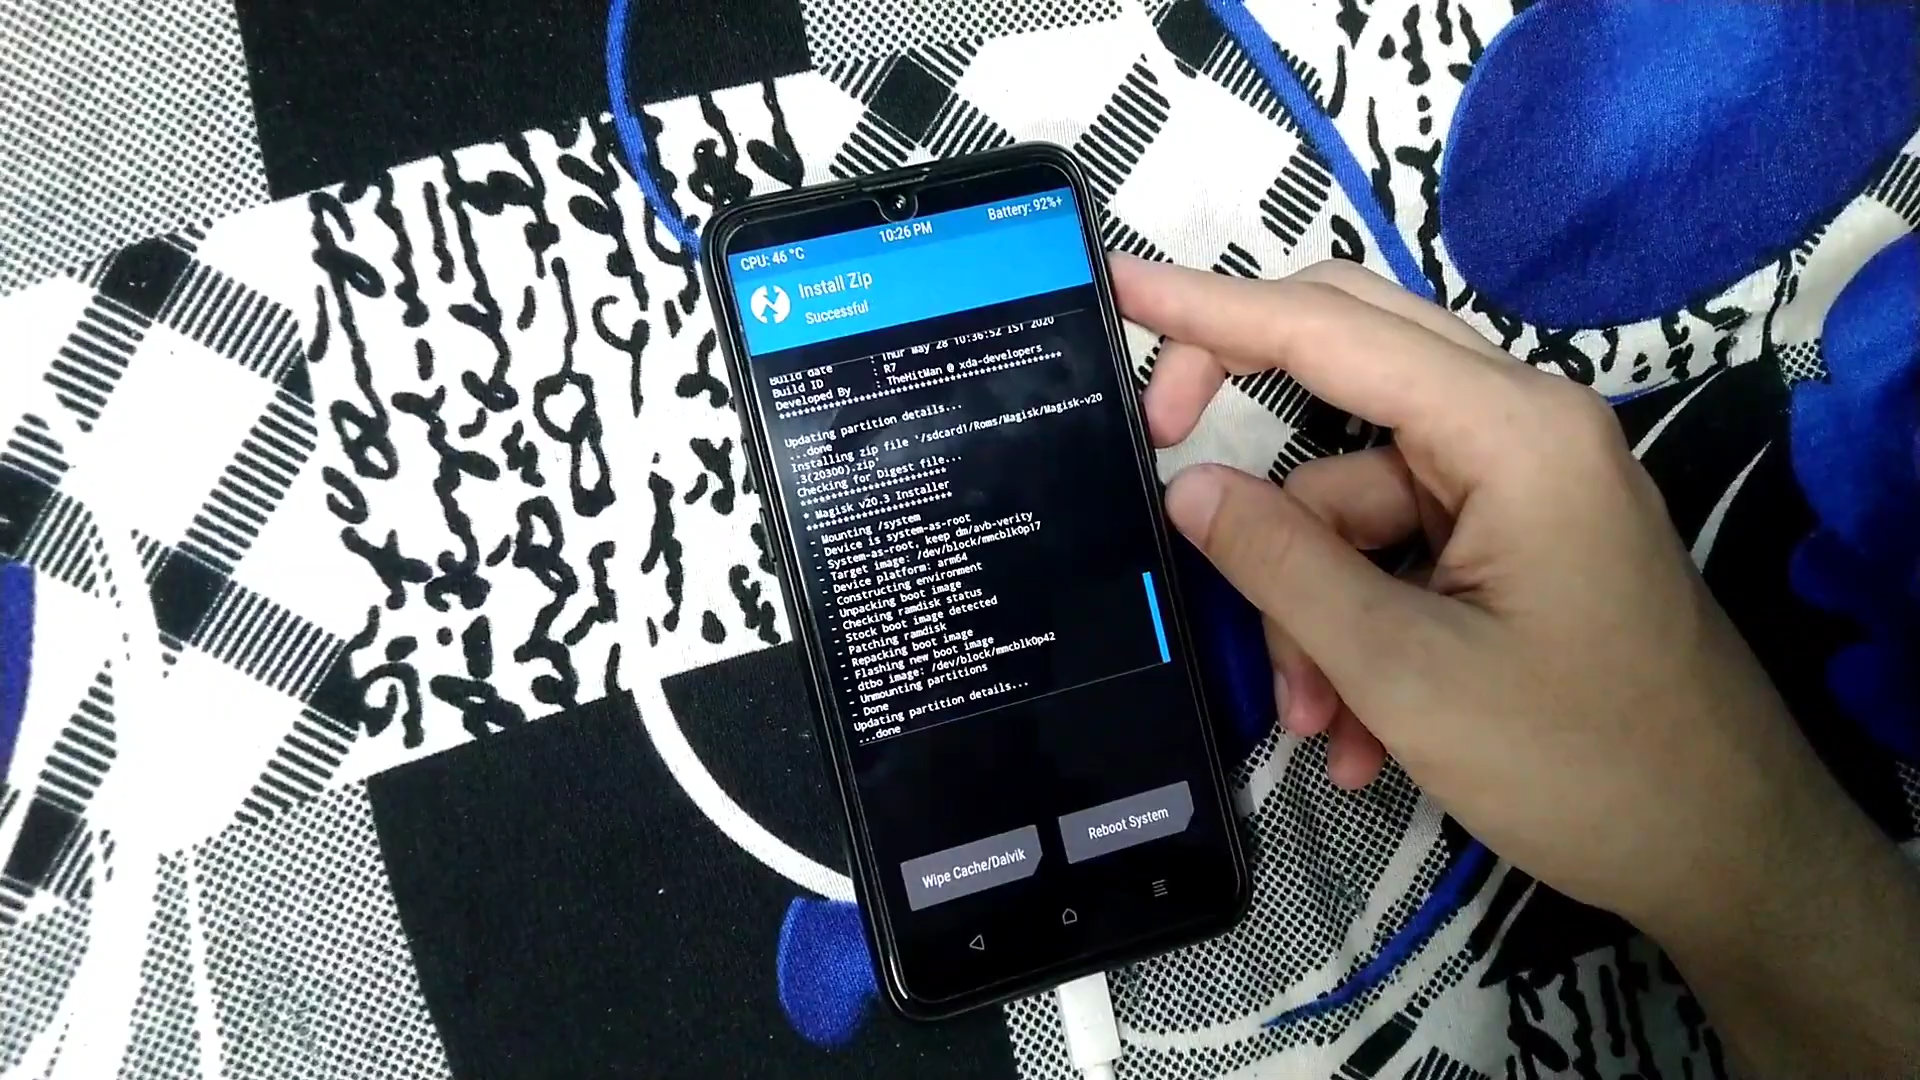 CPU: 46 °C
10:26 PM
Battery: 92%+
Install Zip
Successful
Build date : Thur May 28 10:36:52 IST 2020
Build ID : R7
Developed By : TheHitMan @ xda-developers
Updating partition details...
...done
Installing zip file '/sdcard1/Roms/Magisk/Magisk-v20
.3(20300).zip'
Checking for Digest file...
************************
* Magisk v20.3 Installer
************************
- Mounting /system
- Device is system-as-root
- System-as-root, keep dm/avb-verity
- Target image: /dev/block/mmcblk0p17
- Device platform: arm64
- Constructing environment
- Unpacking boot image
- Checking ramdisk status
- Stock boot image detected
- Patching ramdisk
- Repacking boot image
- Flashing new boot image
- dtbo image: /dev/block/mmcblk0p42
- Unmounting partitions
- Done
Updating partition details...
...done
Wipe Cache/Dalvik
Reboot System